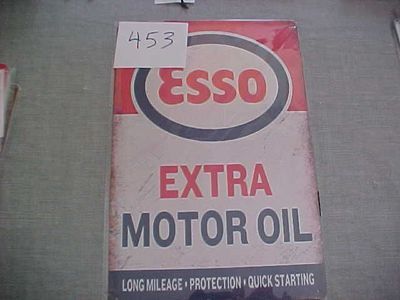 453
Esso
EXTRA
MOTOR OIL
LONG MILEAGE • PROTECTION • QUICK STARTING